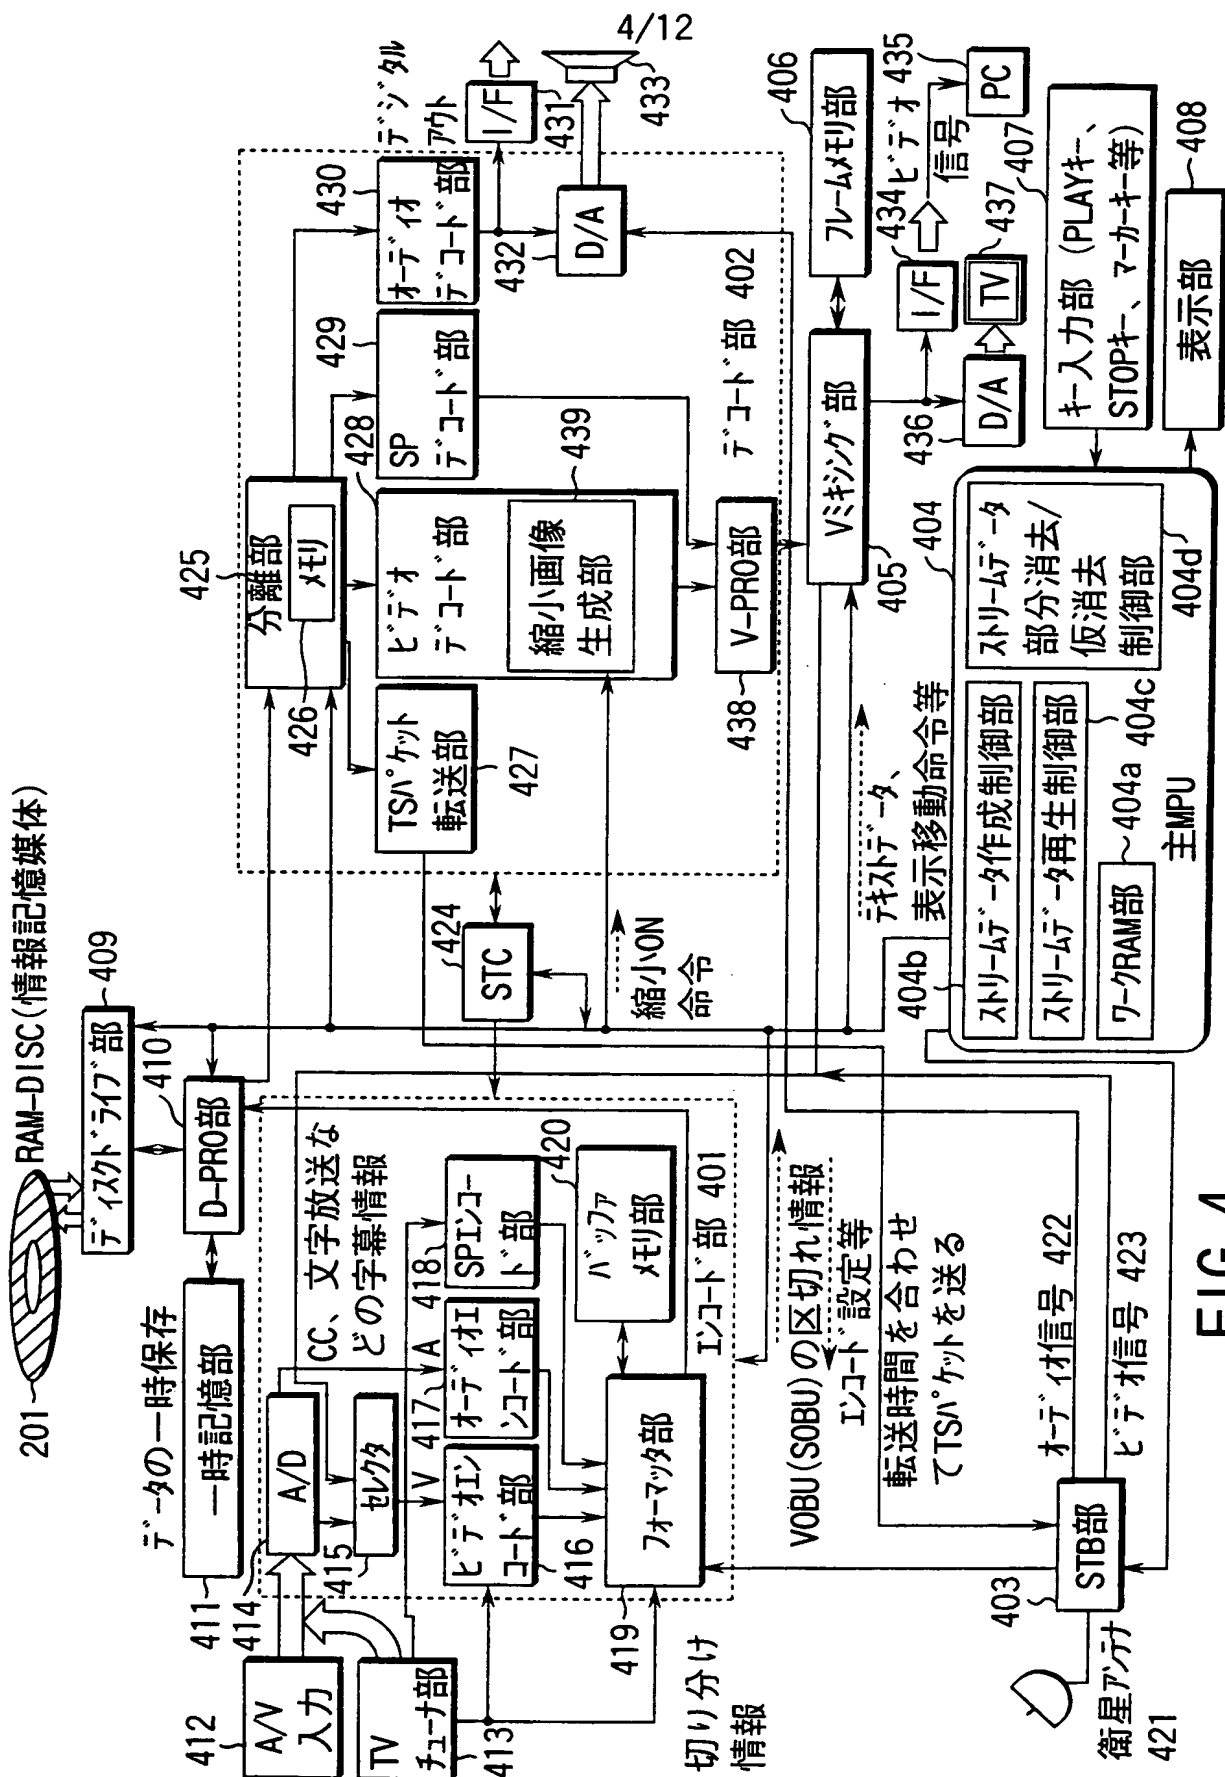 4/12
RAM-DISC(情報記憶媒体)
201
ディスクドライブ部
409
D-PRO部
410
データの一時保存
一時記憶部
411
A/V
入力
412
TV
チューナ部
413
A/D
414
セレクタ
415
CC、文字放送な
どの字幕情報
V
A
ビデオエン
コード部
416
オーディオエ
ンコード部
417
SPエンコー
ド部
418
フォーマッタ部
419
バッファ
メモリ部
420
エンコード部 401
切り分け
情報
VOBU(SOBU)の区切れ情報
エンコード設定等
転送時間を合わせ
てTSパケットを送る
衛星アンテナ
421
STB部
403
オーディオ信号 422
ビデオ信号 423
STC
424
縮小ON
命令
分離部
425
メモリ
426
TSパケット
転送部
427
ビデオ
デコード部
428
縮小画像
生成部
439
SP
デコード部
429
オーディオ
デコード部
430
V-PRO部
438
デコード部 402
デジタル
アウト
I/F
431
D/A
432
433
Vミキシング部
405
フレームメモリ部
406
I/F
434
ビデオ
信号
PC
435
D/A
436
TV
437
テキストデータ、
表示移動命令等
キー入力部 (PLAYキー、
STOPキー、マーカーキー等)
407
表示部
408
404
ストリームデータ作成制御部
404b
ストリームデータ再生制御部
404c
ワークRAM部
404a
ストリームデータ
部分消去/
仮消去
制御部
404d
主MPU
FIG. 4